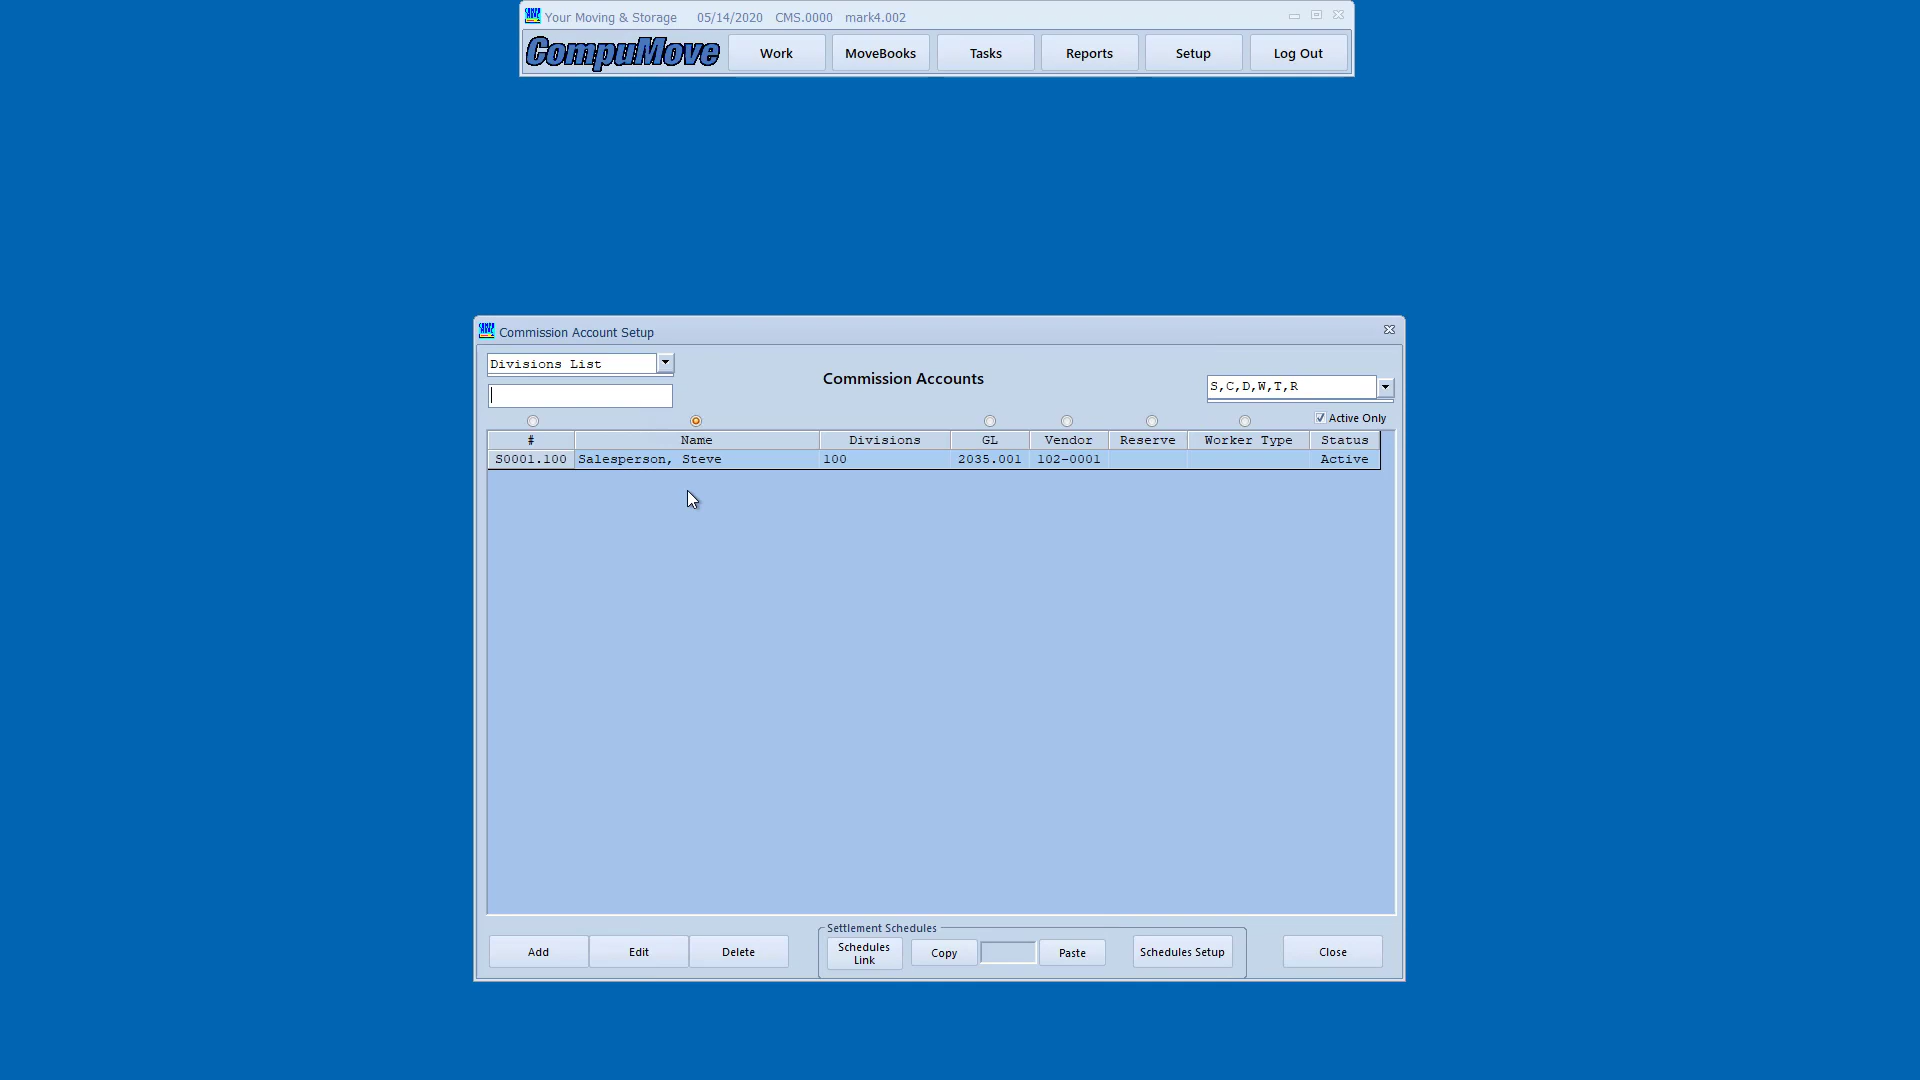 Your Moving & Storage 05/14/2020 CMS.0000 mark4.002
CompuMove Work MoveBooks Tasks Reports Setup Log Out
Commission Account Setup
Divisions List
Commission Accounts
S,C,D,W,T,R
Active Only
# Name Divisions GL Vendor Reserve Worker Type Status
S0001.100 Salesperson, Steve 100 2035.001 102-0001 Active
Settlement Schedules
Add Edit Delete Schedules Link Copy Paste Schedules Setup Close